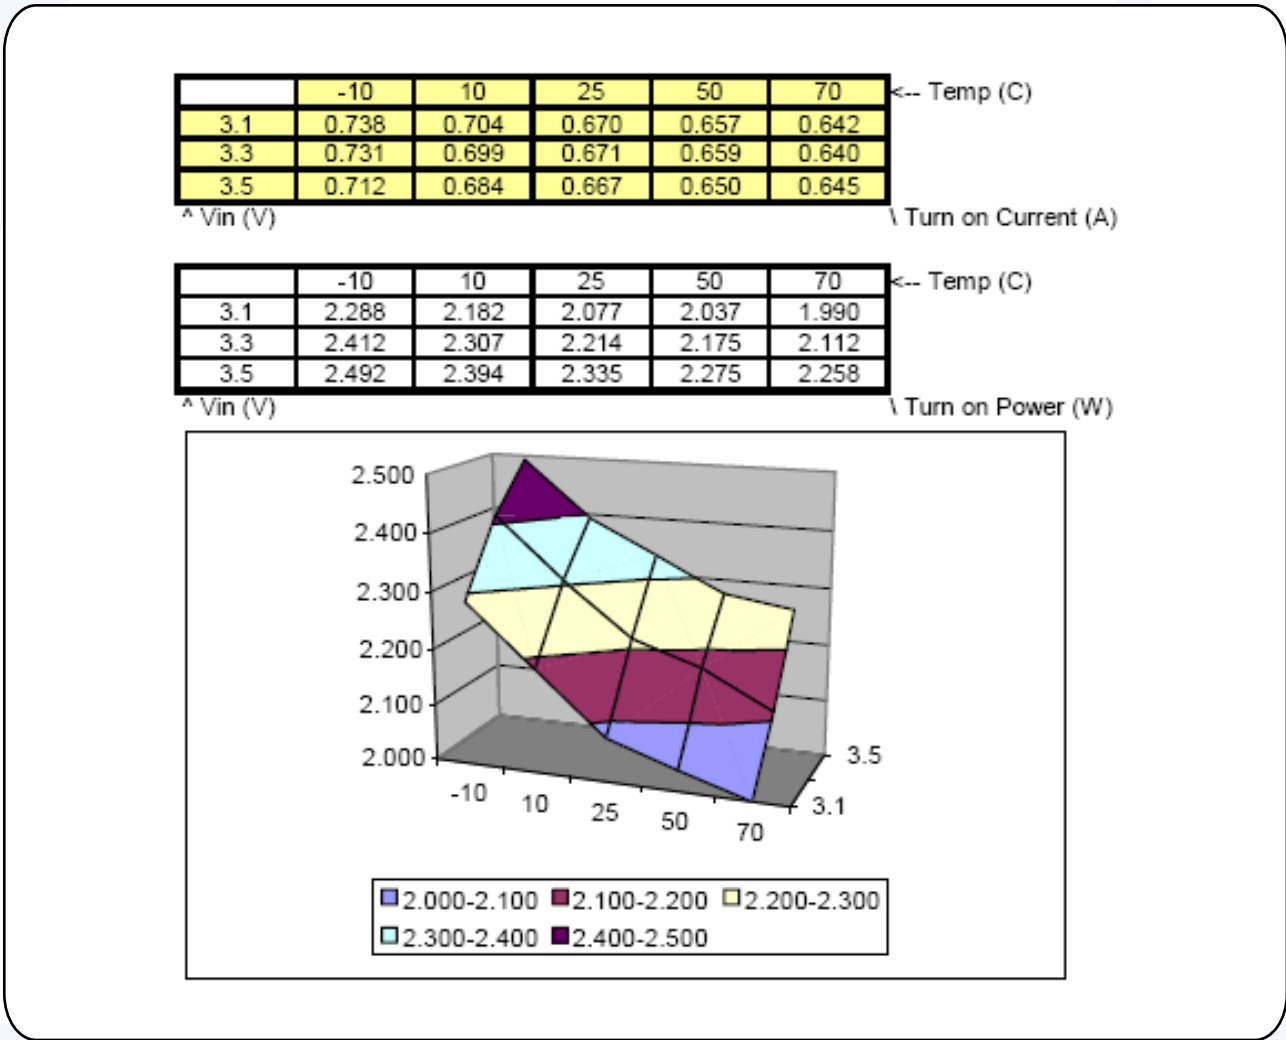 -10 10 25 50 70 <-- Temp (C)
3.1 0.738 0.704 0.670 0.657 0.642
3.3 0.731 0.699 0.671 0.659 0.640
3.5 0.712 0.684 0.667 0.650 0.645
^ Vin (V) \ Turn on Current (A)
-10 10 25 50 70 <-- Temp (C)
3.1 2.288 2.182 2.077 2.037 1.990
3.3 2.412 2.307 2.214 2.175 2.112
3.5 2.492 2.394 2.335 2.275 2.258
^ Vin (V) \ Turn on Power (W)
2.500
2.400
2.300
2.200
2.100
2.000
-10 10 25 50 70
3.5
3.1
2.000-2.100 2.100-2.200 2.200-2.300
2.300-2.400 2.400-2.500